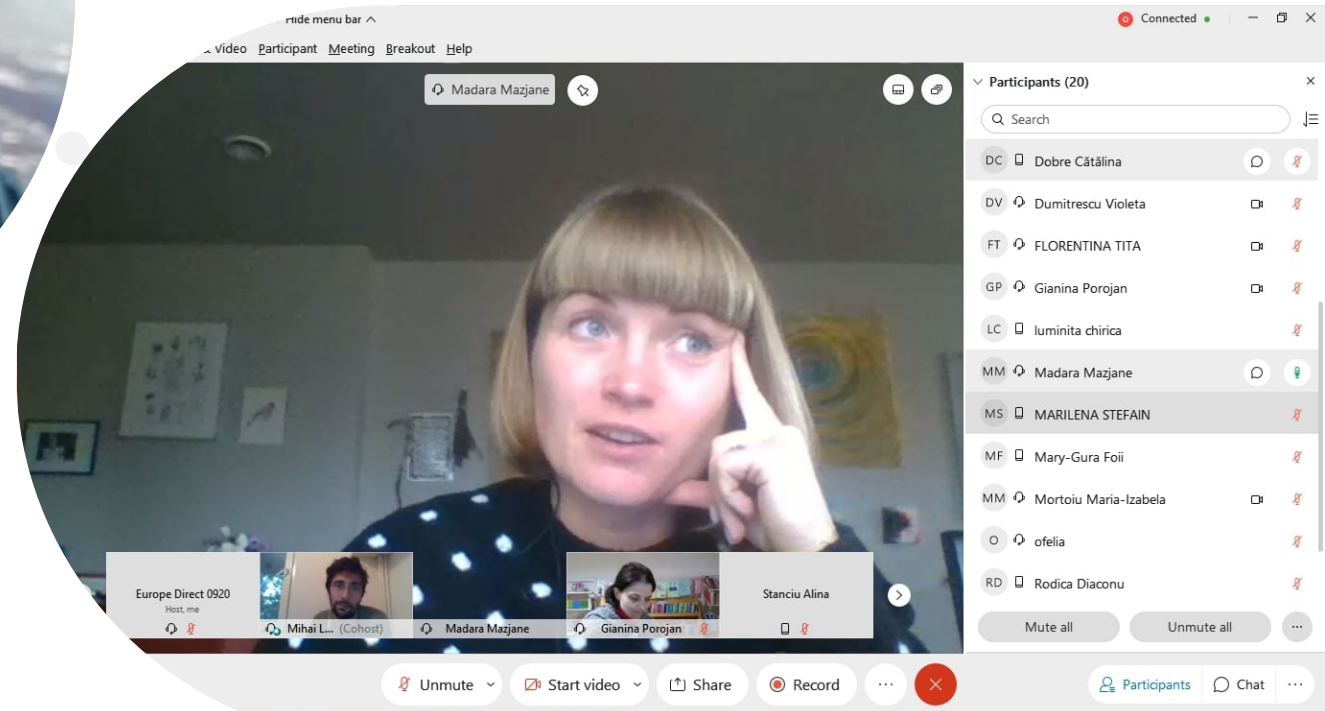 Hide menu bar
Connected
& Video Participant Meeting Breakout Help
Madara Mazjane
Participants (20)
Search
DC Dobre Cătălina
DV Dumitrescu Violeta
FT FLORENTINA TITA
GP Gianina Porojan
LC luminita chirica
MM Madara Mazjane
MS MARILENA STEFAIN
MF Mary-Gura Foii
MM Mortoiu Maria-Izabela
O ofelia
RD Rodica Diaconu
Mute all
Unmute all
Europe Direct 0920
Host, me
Mihai L... (Cohost)
Madara Mazjane
Gianina Porojan
Stanciu Alina
Unmute
Start video
Share
Record
Participants
Chat